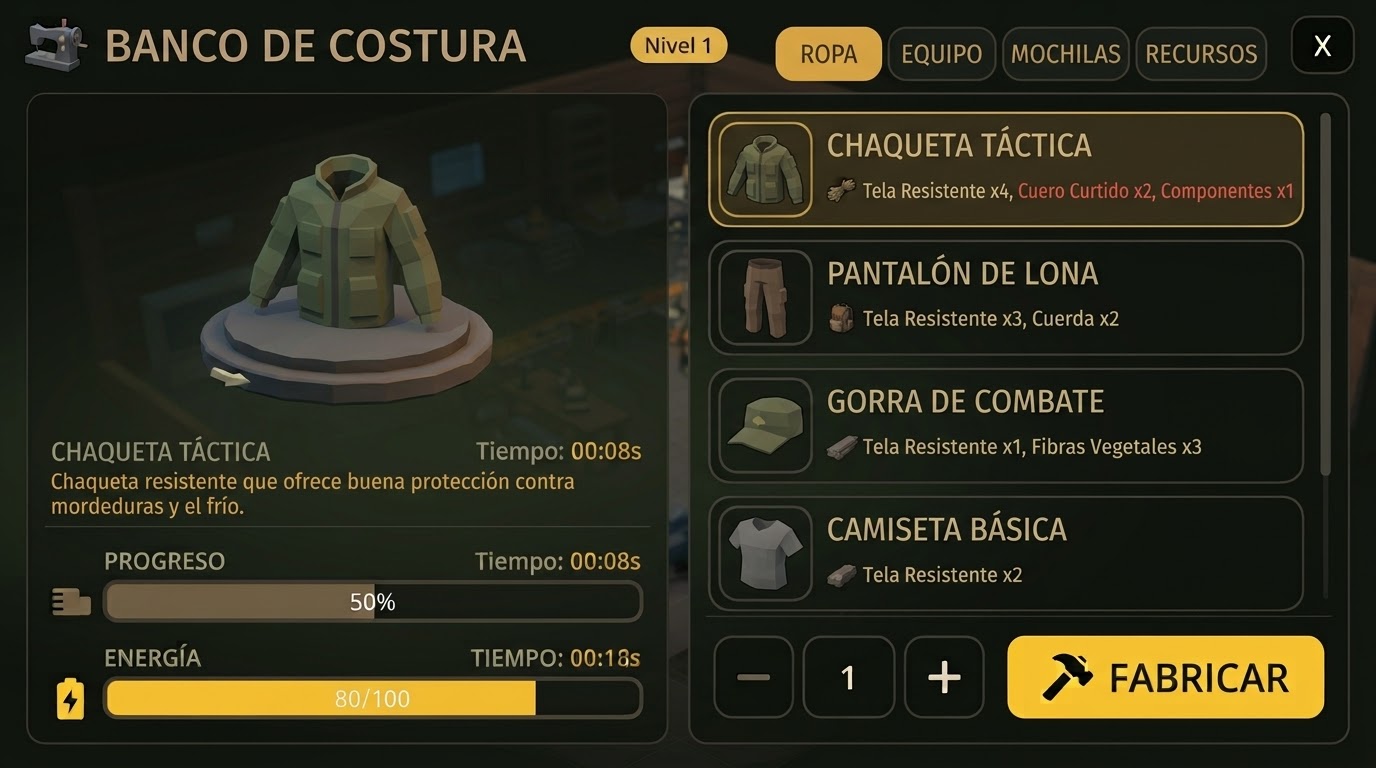 BANCO DE COSTURA
Nivel 1
ROPA
EQUIPO
MOCHILAS
RECURSOS
X
CHAQUETA TÁCTICA
Tiempo: 00:08s
Chaqueta resistente que ofrece buena protección contra
mordeduras y el frío.
PROGRESO
Tiempo: 00:08s
50%
ENERGÍA
TIEMPO: 00:18s
80/100
CHAQUETA TÁCTICA
Tela Resistente x4, Cuero Curtido x2, Componentes x1
PANTALÓN DE LONA
Tela Resistente x3, Cuerda x2
GORRA DE COMBATE
Tela Resistente x1, Fibras Vegetales x3
CAMISETA BÁSICA
Tela Resistente x2
1
FABRICAR